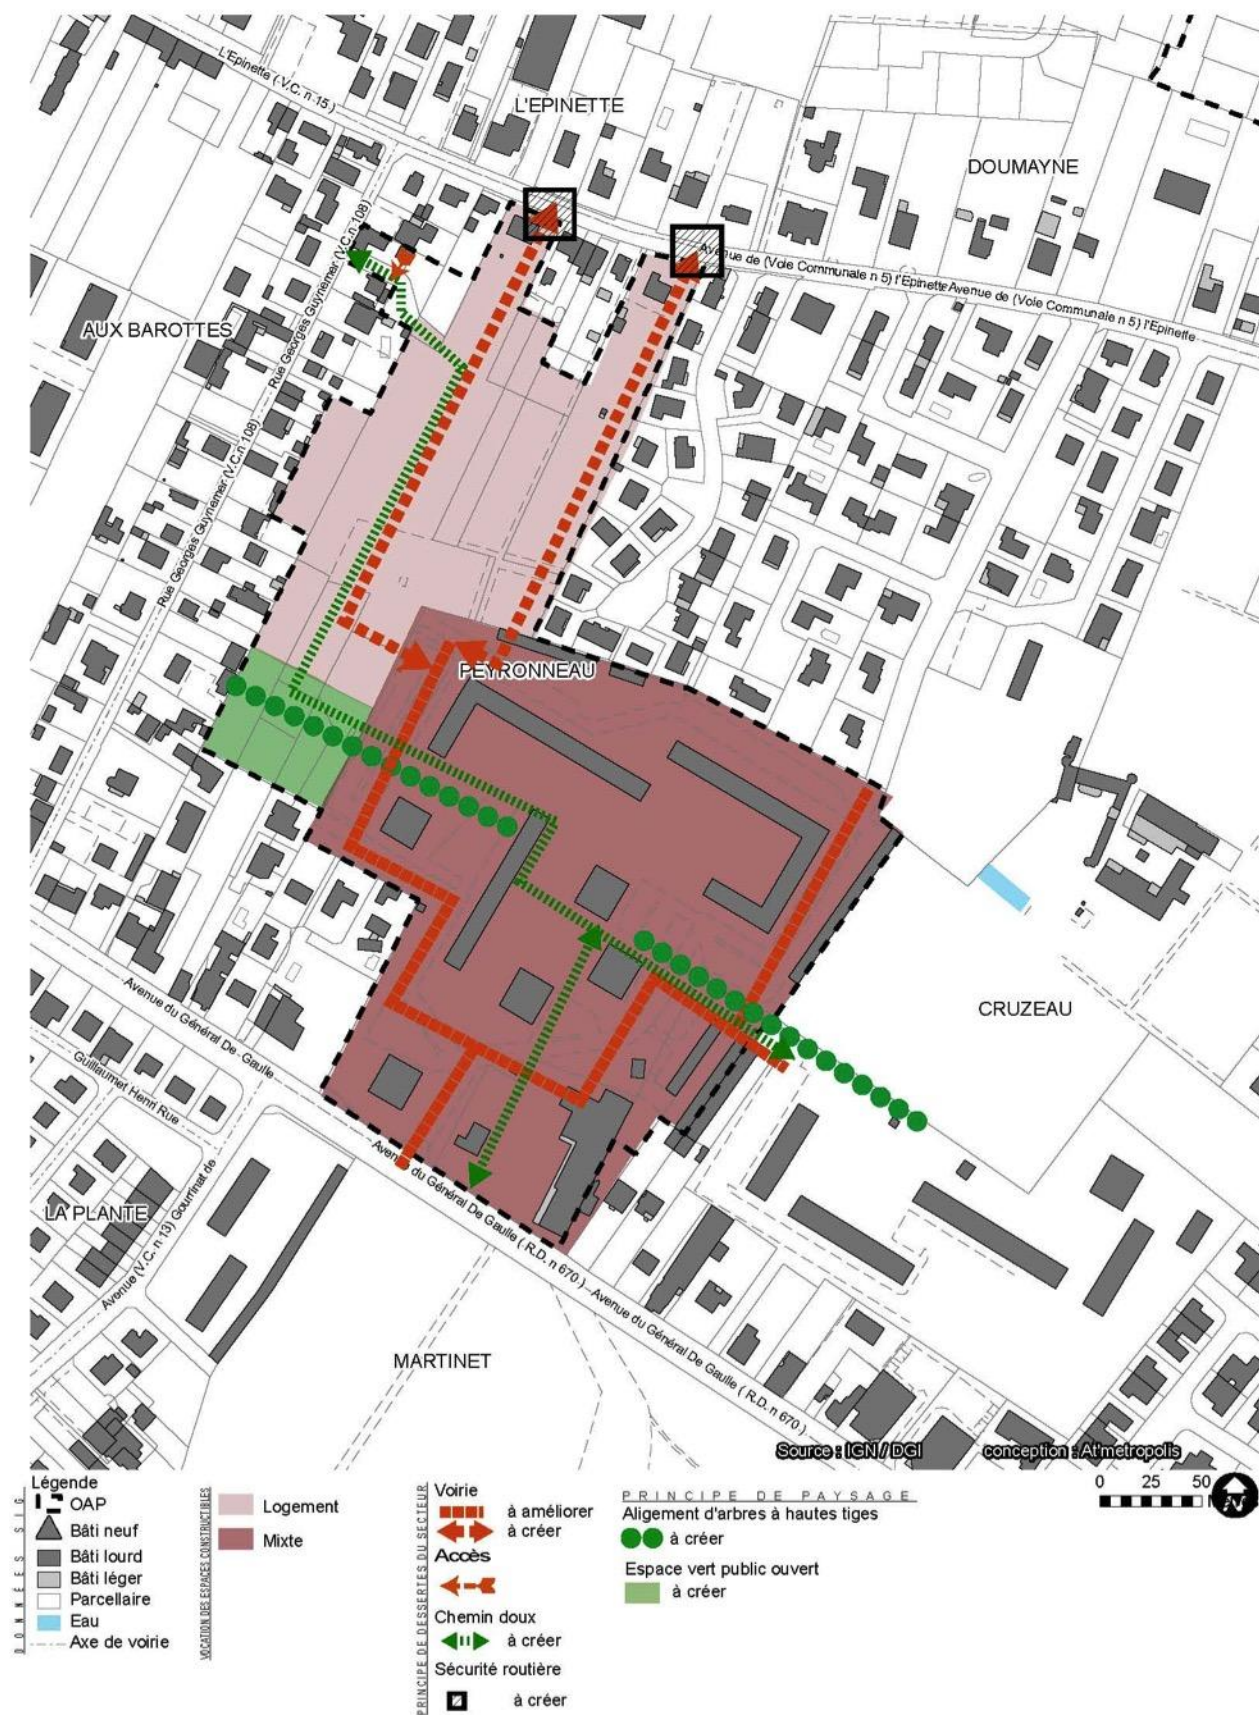 L'Epinette (V.C. n 15)
L'EPINETTE
DOUMAYNE
Rue Georges Guynemer (V.C.n 108)
Avenue de (Voie Communale n 5) l'Epinette
Avenue de (Voie Communale n 5) l'Epinette
AUX BAROTTES
Rue Georges Guynemer (V.C.n 108)
PEYRONNEAU
CRUZEAU
Avenue du Général De Gaulle
Guillaumet Henri Rue
Avenue du Général De Gaulle ( R.D. n 670 )
Avenue du Général De Gaulle ( R.D. n 670 )
LA PLANTE
Avenue (V.C. n 13) Gourrinat de
MARTINET
Source : IGN / DGI
conception : At'metropolis
Légende
DONNÉES SIG
OAP
Bâti neuf
Bâti lourd
Bâti léger
Parcellaire
Eau
Axe de voirie
VOCATION DES ESPACES CONSTRUCTIBLES
Logement
Mixte
PRINCIPE DE DESSERTES DU SECTEUR
Voirie
à améliorer
à créer
Accès
Chemin doux
à créer
Sécurité routière
à créer
PRINCIPE DE PAYSAGE
Aligement d'arbres à hautes tiges
à créer
Espace vert public ouvert
à créer
0 25 50
N